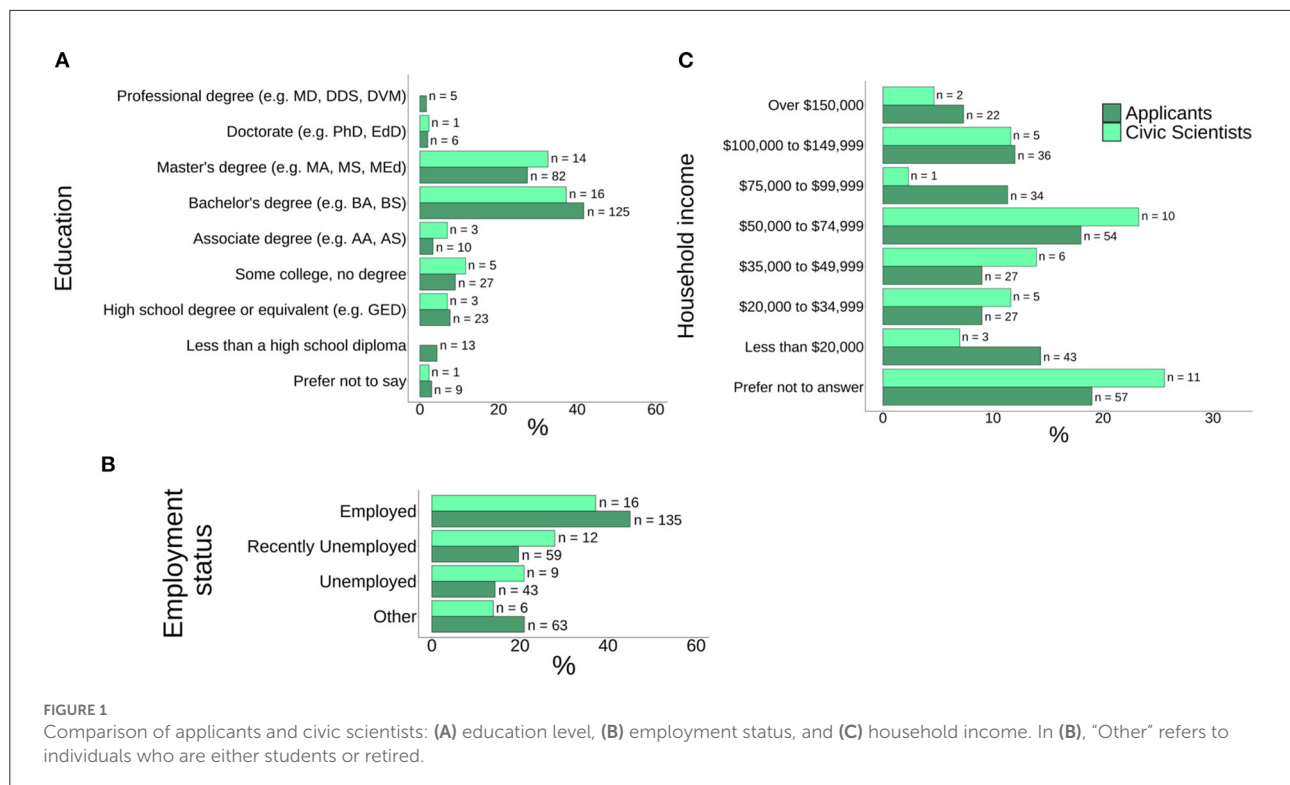 A
Education
Professional degree (e.g. MD, DDS, DVM)
n = 5
Doctorate (e.g. PhD, EdD)
n = 1
n = 6
Master's degree (e.g. MA, MS, MEd)
n = 14
n = 82
Bachelor's degree (e.g. BA, BS)
n = 16
n = 125
Associate degree (e.g. AA, AS)
n = 3
n = 10
Some college, no degree
n = 5
n = 27
High school degree or equivalent (e.g. GED)
n = 3
n = 23
Less than a high school diploma
n = 13
Prefer not to say
n = 1
n = 9
0 20 40 60
%
C
Household income
Applicants
Civic Scientists
Over $150,000
n = 2
n = 22
$100,000 to $149,999
n = 5
n = 36
$75,000 to $99,999
n = 1
n = 34
$50,000 to $74,999
n = 10
n = 54
$35,000 to $49,999
n = 6
n = 27
$20,000 to $34,999
n = 5
n = 27
Less than $20,000
n = 3
n = 43
Prefer not to answer
n = 11
n = 57
0 10 20 30
%
B
Employment
status
Employed
n = 16
n = 135
Recently Unemployed
n = 12
n = 59
Unemployed
n = 9
n = 43
Other
n = 6
n = 63
0 20 40 60
%
FIGURE 1
Comparison of applicants and civic scientists: (A) education level, (B) employment status, and (C) household income. In (B), “Other” refers to
individuals who are either students or retired.